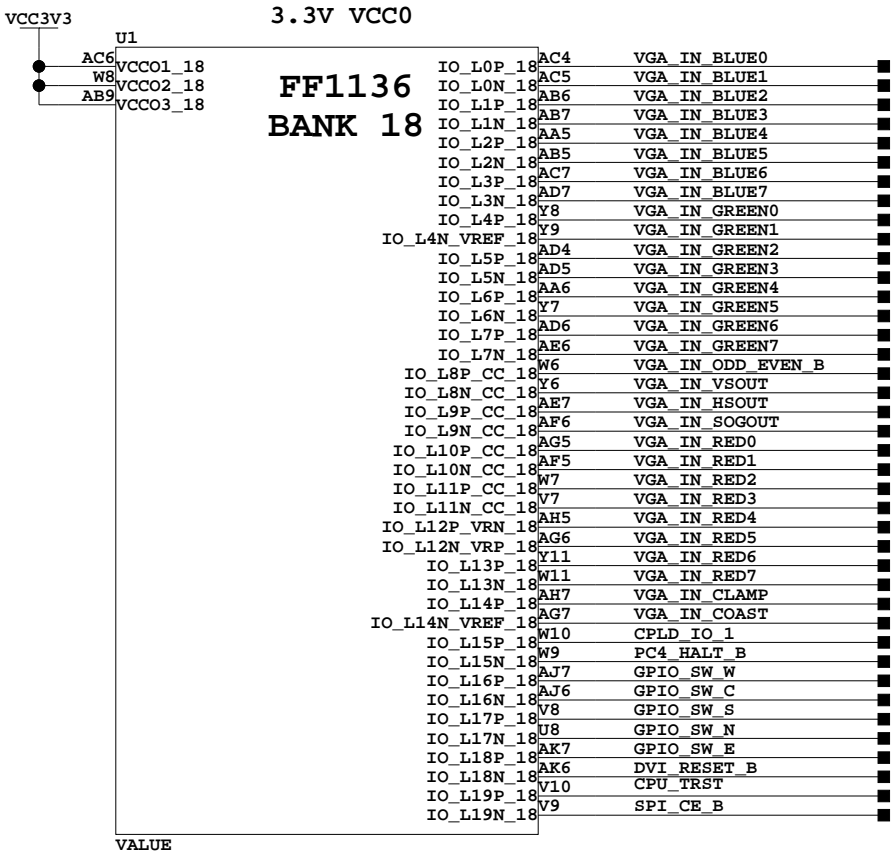 3.3V VCC0
VCC3V3
U1
AC6 VCCO1_18
W8 VCCO2_18
AB9 VCCO3_18
FF1136
BANK 18
IO_L0P_18 AC4 VGA_IN_BLUE0
IO_L0N_18 AC5 VGA_IN_BLUE1
IO_L1P_18 AB6 VGA_IN_BLUE2
IO_L1N_18 AB7 VGA_IN_BLUE3
IO_L2P_18 AA5 VGA_IN_BLUE4
IO_L2N_18 AB5 VGA_IN_BLUE5
IO_L3P_18 AC7 VGA_IN_BLUE6
IO_L3N_18 AD7 VGA_IN_BLUE7
IO_L4P_18 Y8 VGA_IN_GREEN0
IO_L4N_VREF_18 Y9 VGA_IN_GREEN1
IO_L5P_18 AD4 VGA_IN_GREEN2
IO_L5N_18 AD5 VGA_IN_GREEN3
IO_L6P_18 AA6 VGA_IN_GREEN4
IO_L6N_18 Y7 VGA_IN_GREEN5
IO_L7P_18 AD6 VGA_IN_GREEN6
IO_L7N_18 AE6 VGA_IN_GREEN7
IO_L8P_CC_18 W6 VGA_IN_ODD_EVEN_B
IO_L8N_CC_18 Y6 VGA_IN_VSOUT
IO_L9P_CC_18 AE7 VGA_IN_HSOUT
IO_L9N_CC_18 AF6 VGA_IN_SOGOUT
IO_L10P_CC_18 AG5 VGA_IN_RED0
IO_L10N_CC_18 AF5 VGA_IN_RED1
IO_L11P_CC_18 W7 VGA_IN_RED2
IO_L11N_CC_18 V7 VGA_IN_RED3
IO_L12P_VRN_18 AH5 VGA_IN_RED4
IO_L12N_VRP_18 AG6 VGA_IN_RED5
IO_L13P_18 Y11 VGA_IN_RED6
IO_L13N_18 W11 VGA_IN_RED7
IO_L14P_18 AH7 VGA_IN_CLAMP
IO_L14N_VREF_18 AG7 VGA_IN_COAST
IO_L15P_18 W10 CPLD_IO_1
IO_L15N_18 W9 PC4_HALT_B
IO_L16P_18 AJ7 GPIO_SW_W
IO_L16N_18 AJ6 GPIO_SW_C
IO_L17P_18 V8 GPIO_SW_S
IO_L17N_18 U8 GPIO_SW_N
IO_L18P_18 AK7 GPIO_SW_E
IO_L18N_18 AK6 DVI_RESET_B
IO_L19P_18 V10 CPU_TRST
IO_L19N_18 V9 SPI_CE_B
VALUE